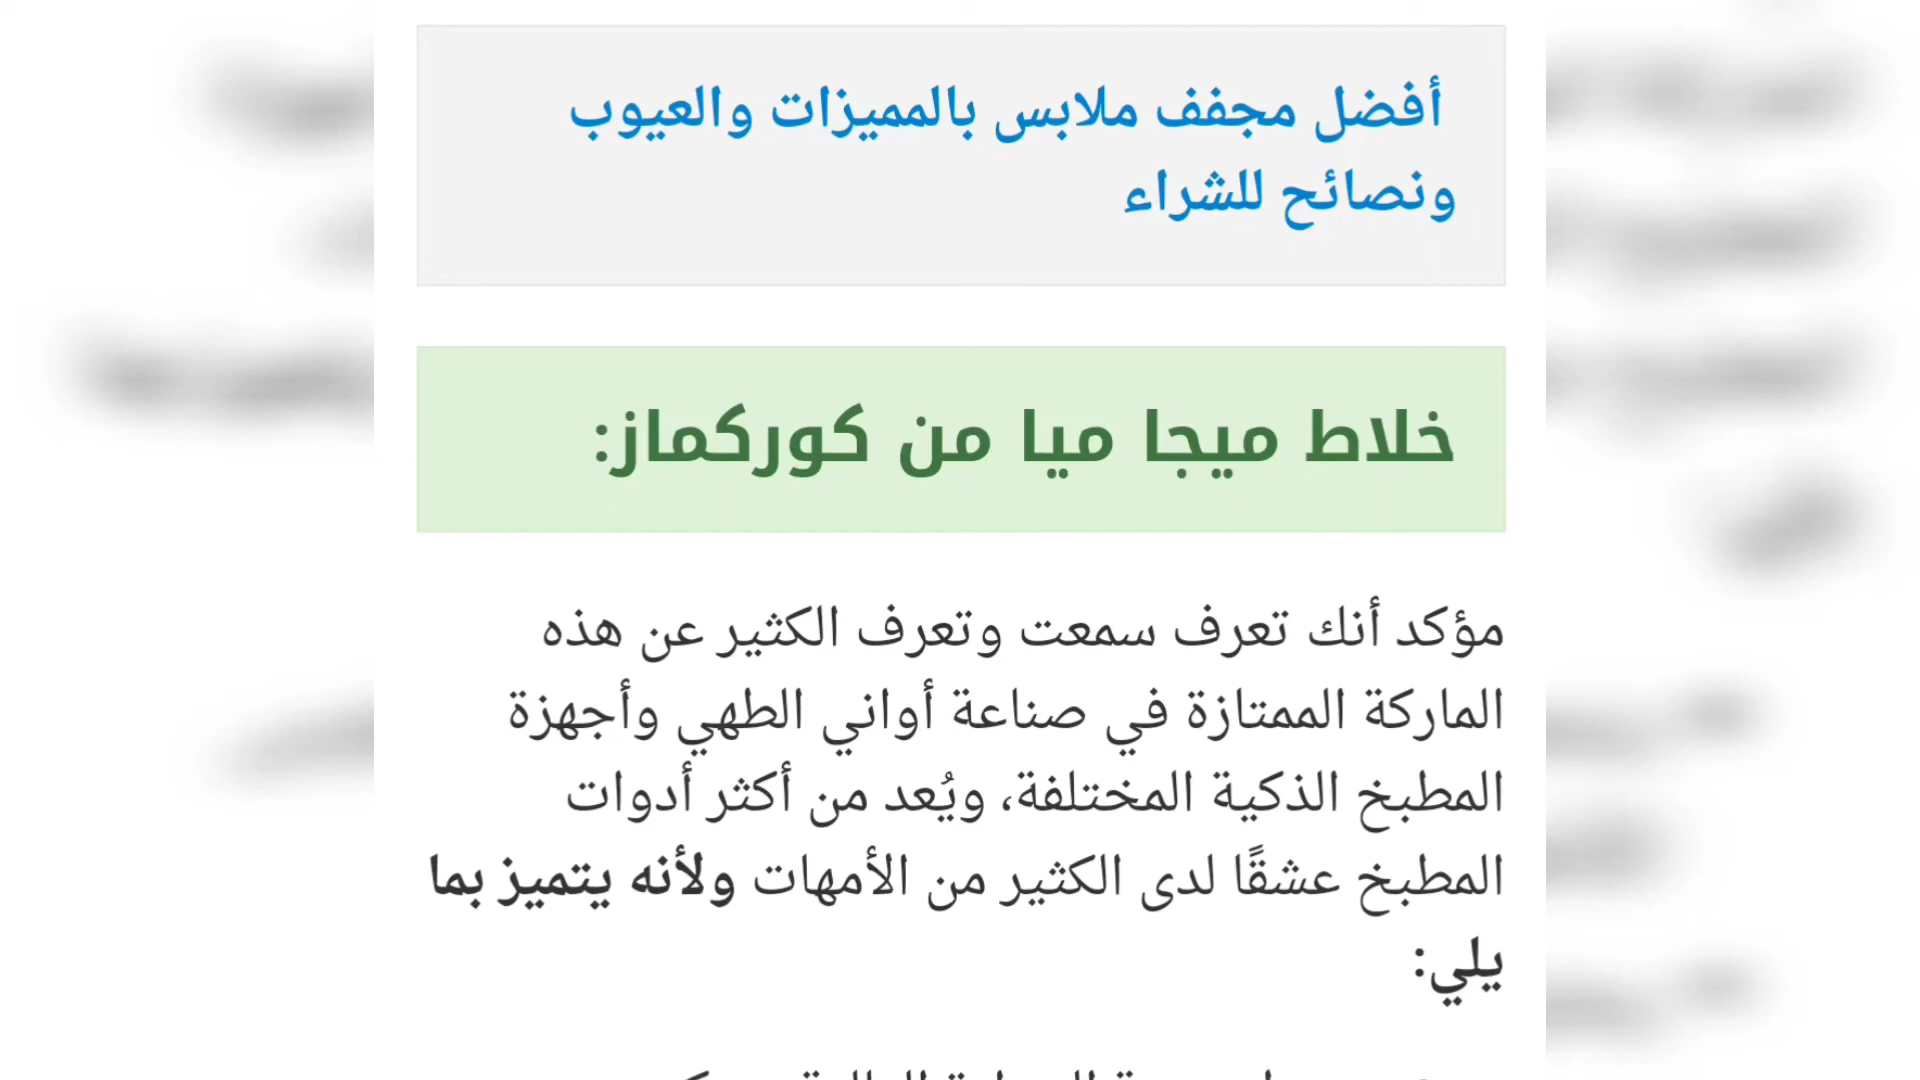 أفضل مجفف ملابس بالمميزات والعيوب
ونصائح للشراء
خلاط ميجا ميا من كوركماز:
مؤكد أنك تعرف سمعت وتعرف الكثير عن هذه
الماركة الممتازة في صناعة أواني الطهي وأجهزة
المطبخ الذكية المختلفة، ويُعد من أكثر أدوات
المطبخ عشقًا لدى الكثير من الأمهات ولأنه يتميز بما
يلي: